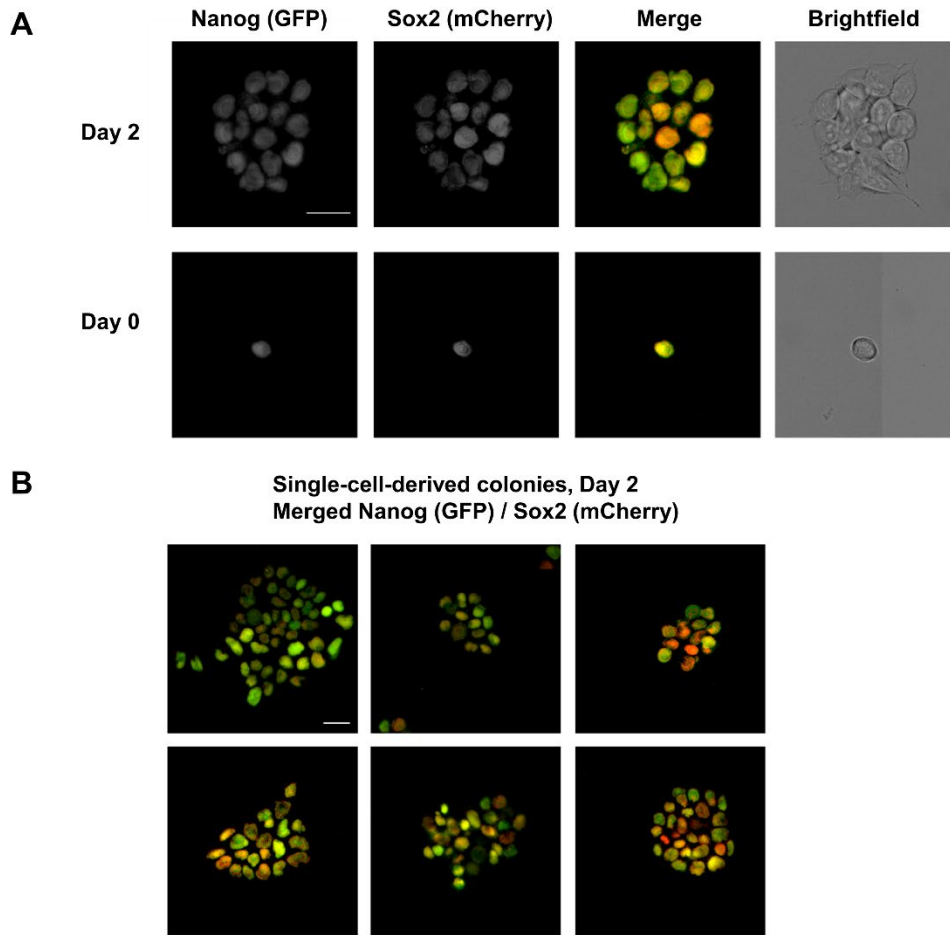 A
Nanog (GFP) Sox2 (mCherry) Merge Brightfield
Day 2
Day 0
B
Single-cell-derived colonies, Day 2
Merged Nanog (GFP) / Sox2 (mCherry)